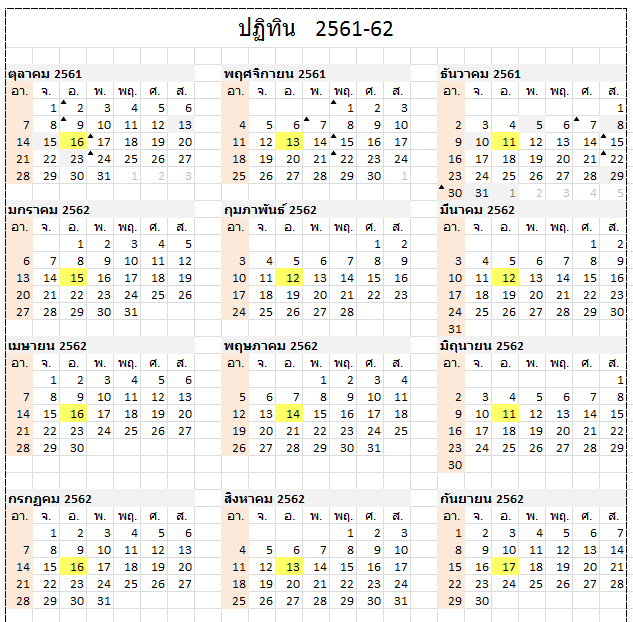 ปฏิทิน 2561-62
ตุลาคม 2561 พฤศจิกายน 2561 ธันวาคม 2561
อา. จ. อ. พ. พฤ. ศ. ส. อา. จ. อ. พ. พฤ. ศ. ส. อา. จ. อ. พ. พฤ. ศ. ส.
1 2 3 4 5 6 1 2 3 1
7 8 9 10 11 12 13 4 5 6 7 8 9 10 2 3 4 5 6 7 8
14 15 16 17 18 19 20 11 12 13 14 15 16 17 9 10 11 12 13 14 15
21 22 23 24 25 26 27 18 19 20 21 22 23 24 16 17 18 19 20 21 22
28 29 30 31 1 2 3 25 26 27 28 29 30 1 23 24 25 26 27 28 29
30 31 1 2 3 4 5
มกราคม 2562 กุมภาพันธ์ 2562 มีนาคม 2562
อา. จ. อ. พ. พฤ. ศ. ส. อา. จ. อ. พ. พฤ. ศ. ส. อา. จ. อ. พ. พฤ. ศ. ส.
1 2 3 4 5 1 2 1 2
6 7 8 9 10 11 12 3 4 5 6 7 8 9 3 4 5 6 7 8 9
13 14 15 16 17 18 19 10 11 12 13 14 15 16 10 11 12 13 14 15 16
20 21 22 23 24 25 26 17 18 19 20 21 22 23 17 18 19 20 21 22 23
27 28 29 30 31 24 25 26 27 28 24 25 26 27 28 29 30
31
เมษายน 2562 พฤษภาคม 2562 มิถุนายน 2562
อา. จ. อ. พ. พฤ. ศ. ส. อา. จ. อ. พ. พฤ. ศ. ส. อา. จ. อ. พ. พฤ. ศ. ส.
1 2 3 4 5 6 1 2 3 4 1
7 8 9 10 11 12 13 5 6 7 8 9 10 11 2 3 4 5 6 7 8
14 15 16 17 18 19 20 12 13 14 15 16 17 18 9 10 11 12 13 14 15
21 22 23 24 25 26 27 19 20 21 22 23 24 25 16 17 18 19 20 21 22
28 29 30 26 27 28 29 30 31 23 24 25 26 27 28 29
30
กรกฎคม 2562 สิงหาคม 2562 กันยายน 2562
อา. จ. อ. พ. พฤ. ศ. ส. อา. จ. อ. พ. พฤ. ศ. ส. อา. จ. อ. พ. พฤ. ศ. ส.
1 2 3 4 5 6 1 2 3 1 2 3 4 5 6 7
7 8 9 10 11 12 13 4 5 6 7 8 9 10 8 9 10 11 12 13 14
14 15 16 17 18 19 20 11 12 13 14 15 16 17 15 16 17 18 19 20 21
21 22 23 24 25 26 27 18 19 20 21 22 23 24 22 23 24 25 26 27 28
28 29 30 31 25 26 27 28 29 30 31 29 30